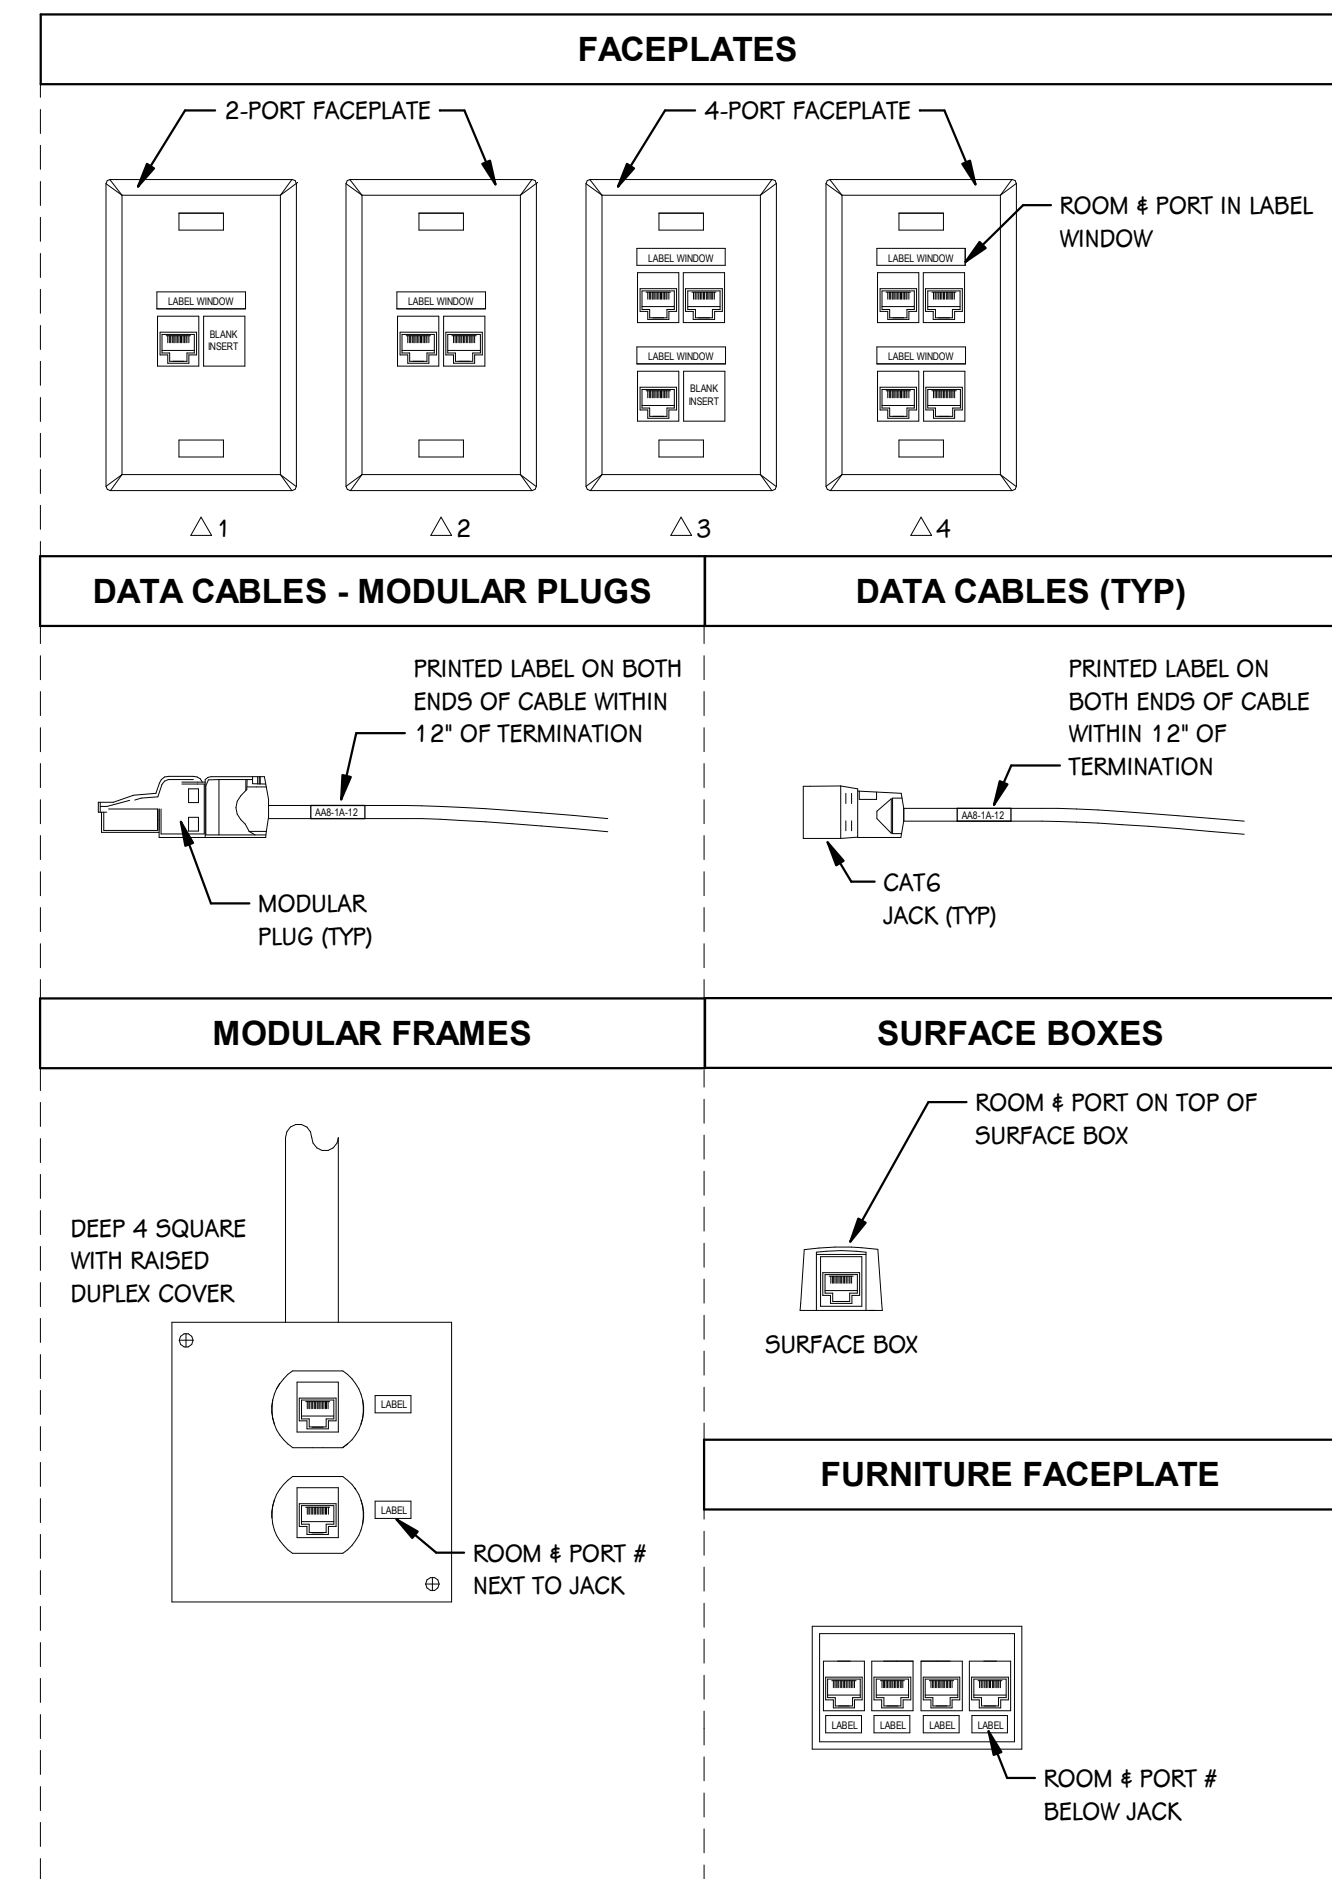 FACEPLATES
2-PORT FACEPLATE
4-PORT FACEPLATE
ROOM & PORT IN LABEL
WINDOW
LABEL WINDOW
BLANK
INSERT
LABEL WINDOW
LABEL WINDOW
LABEL WINDOW
BLANK
INSERT
LABEL WINDOW
LABEL WINDOW
△1
△2
△3
△4
DATA CABLES - MODULAR PLUGS
PRINTED LABEL ON BOTH
ENDS OF CABLE WITHIN
12" OF TERMINATION
AA8-1A-12
MODULAR
PLUG (TYP)
DATA CABLES (TYP)
PRINTED LABEL ON
BOTH ENDS OF CABLE
WITHIN 12" OF
TERMINATION
AA8-1A-12
CAT6
JACK (TYP)
MODULAR FRAMES
DEEP 4 SQUARE
WITH RAISED
DUPLEX COVER
LABEL
LABEL
ROOM & PORT #
NEXT TO JACK
SURFACE BOXES
ROOM & PORT ON TOP OF
SURFACE BOX
SURFACE BOX
FURNITURE FACEPLATE
LABEL LABEL LABEL LABEL
ROOM & PORT #
BELOW JACK